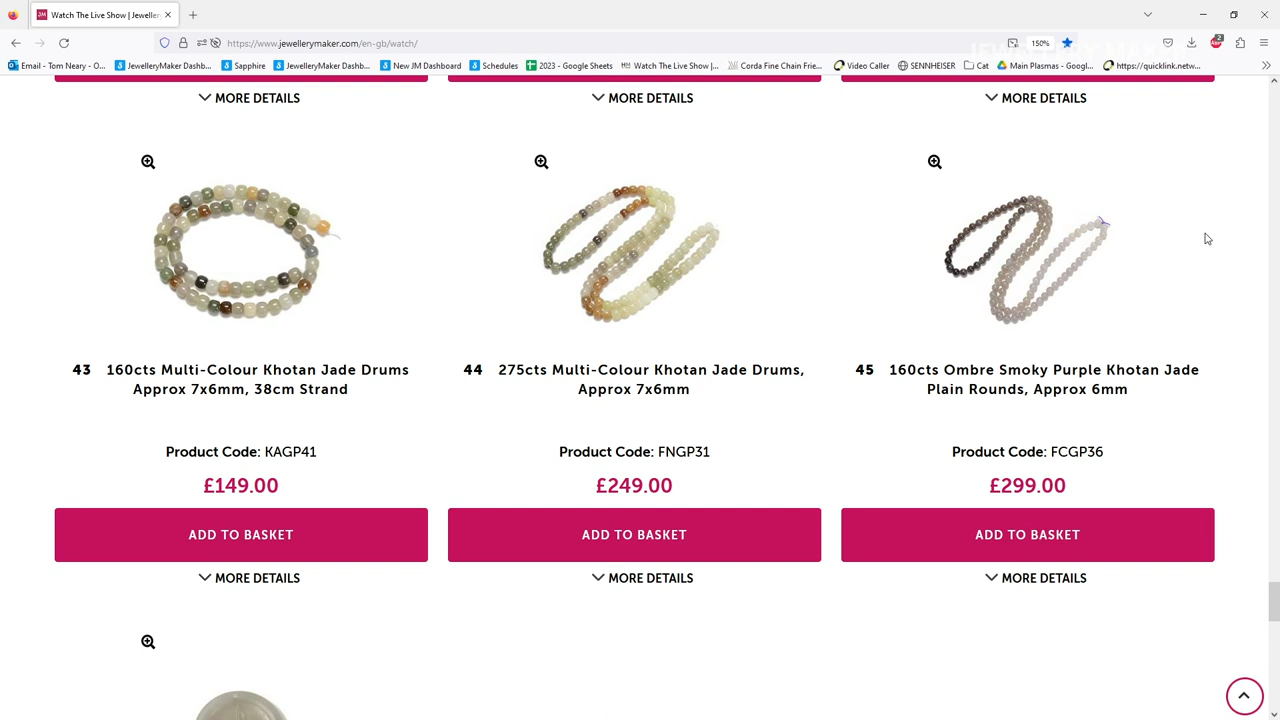 Watch The Live Show | Jeweller
https://www.jewellerymaker.com/en-gb/watch/
150%
2
Email - Tom Neary - O...
JewelleryMaker Dashb...
Sapphire
JewelleryMaker Dashb...
New JM Dashboard
Schedules
2023 - Google Sheets
Watch The Live Show |...
Corda Fine Chain Frie...
Video Caller
SENNHEISER
Cat
Main Plasmas - Googl...
https://quicklink.netw...
MORE DETAILS
MORE DETAILS
MORE DETAILS
43 160cts Multi-Colour Khotan Jade Drums
Approx 7x6mm, 38cm Strand
Product Code: KAGP41
£149.00
ADD TO BASKET
MORE DETAILS
44 275cts Multi-Colour Khotan Jade Drums,
Approx 7x6mm
Product Code: FNGP31
£249.00
ADD TO BASKET
MORE DETAILS
45 160cts Ombre Smoky Purple Khotan Jade
Plain Rounds, Approx 6mm
Product Code: FCGP36
£299.00
ADD TO BASKET
MORE DETAILS